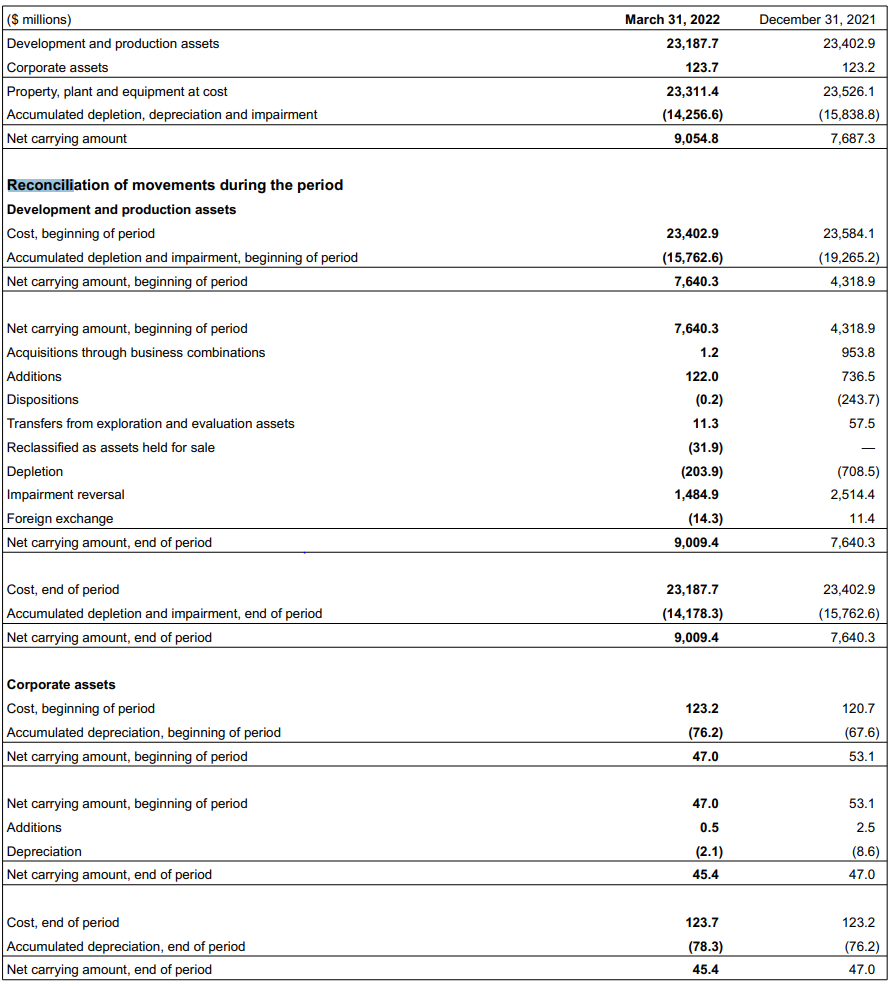 ($ millions) March 31, 2022 December 31, 2021
Development and production assets 23,187.7 23,402.9
Corporate assets 123.7 123.2
Property, plant and equipment at cost 23,311.4 23,526.1
Accumulated depletion, depreciation and impairment (14,256.6) (15,838.8)
Net carrying amount 9,054.8 7,687.3
Reconciliation of movements during the period
Development and production assets
Cost, beginning of period 23,402.9 23,584.1
Accumulated depletion and impairment, beginning of period (15,762.6) (19,265.2)
Net carrying amount, beginning of period 7,640.3 4,318.9
Net carrying amount, beginning of period 7,640.3 4,318.9
Acquisitions through business combinations 1.2 953.8
Additions 122.0 736.5
Dispositions (0.2) (243.7)
Transfers from exploration and evaluation assets 11.3 57.5
Reclassified as assets held for sale (31.9) —
Depletion (203.9) (708.5)
Impairment reversal 1,484.9 2,514.4
Foreign exchange (14.3) 11.4
Net carrying amount, end of period 9,009.4 7,640.3
Cost, end of period 23,187.7 23,402.9
Accumulated depletion and impairment, end of period (14,178.3) (15,762.6)
Net carrying amount, end of period 9,009.4 7,640.3
Corporate assets
Cost, beginning of period 123.2 120.7
Accumulated depreciation, beginning of period (76.2) (67.6)
Net carrying amount, beginning of period 47.0 53.1
Net carrying amount, beginning of period 47.0 53.1
Additions 0.5 2.5
Depreciation (2.1) (8.6)
Net carrying amount, end of period 45.4 47.0
Cost, end of period 123.7 123.2
Accumulated depreciation, end of period (78.3) (76.2)
Net carrying amount, end of period 45.4 47.0